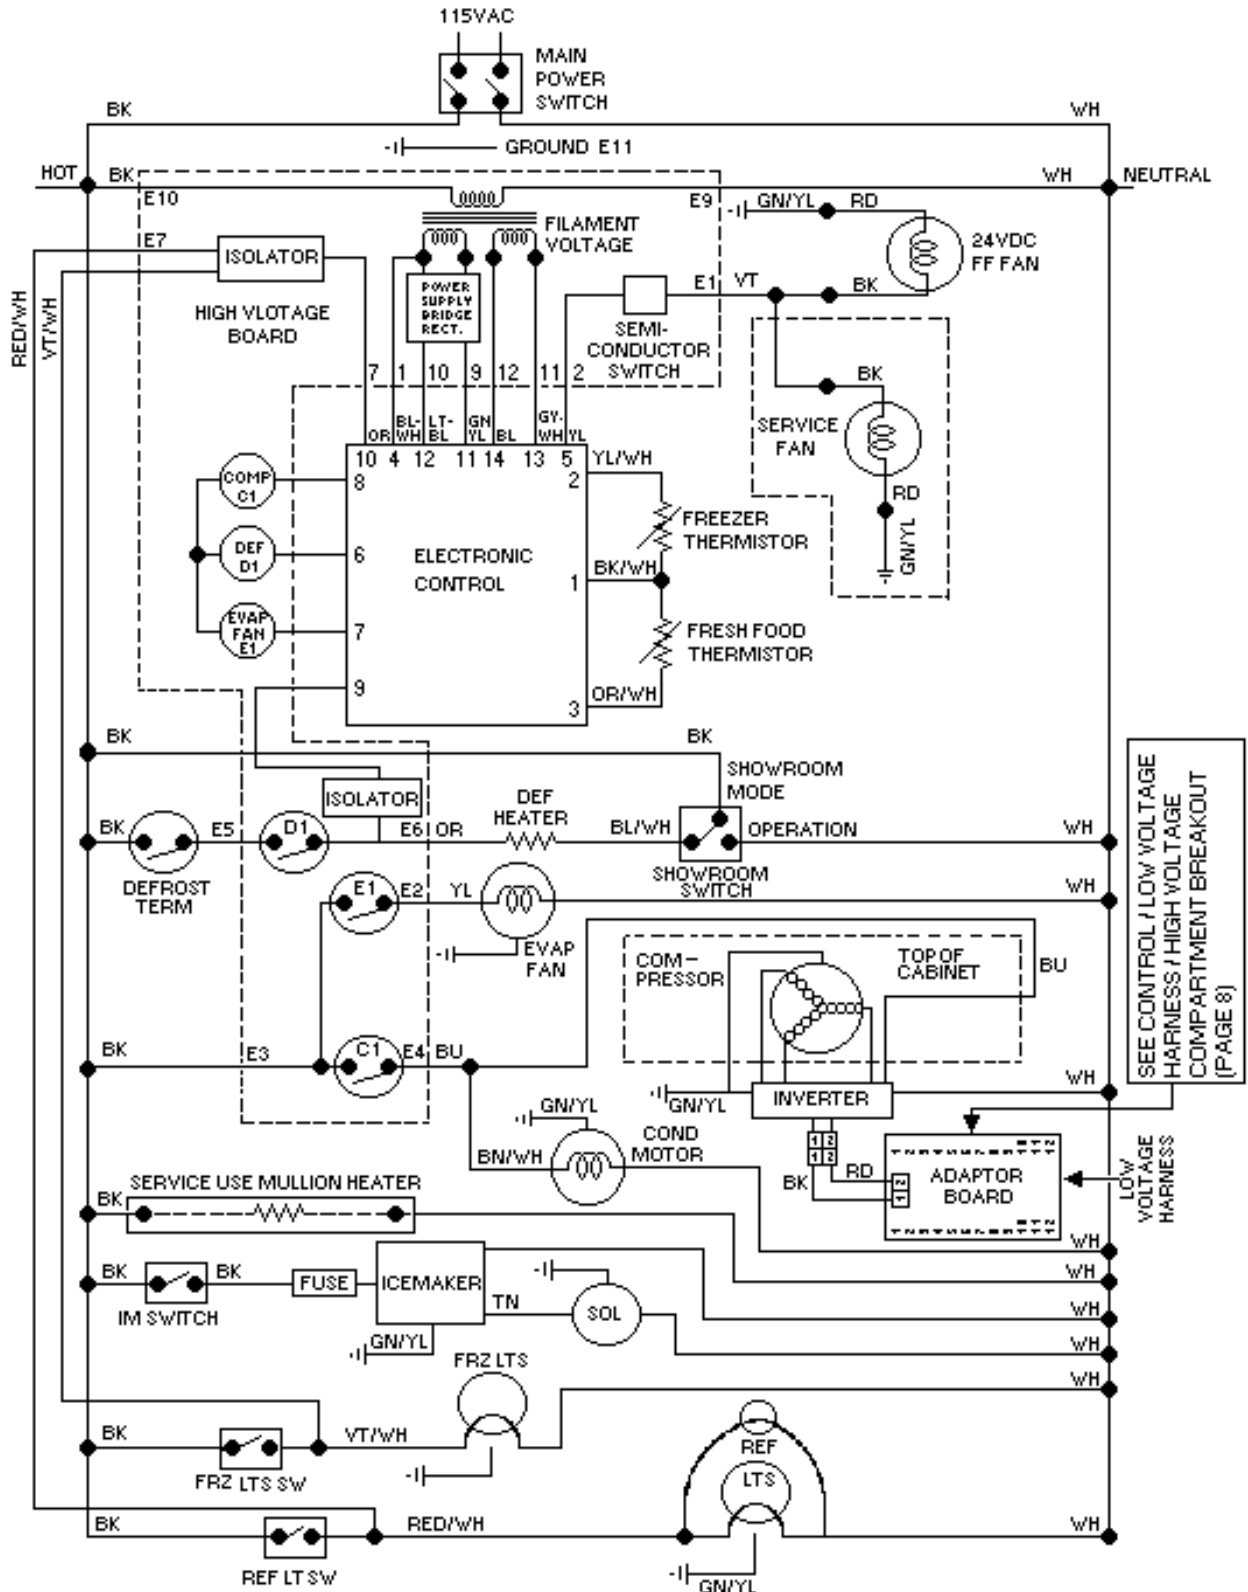 115VAC
MAIN
POWER
SWITCH
BK
WH
GROUND E11
HOT
BK
WH
NEUTRAL
E10
E9
GN/YL
RD
E7
ISOLATOR
FILAMENT
VOLTAGE
24VDC
FF FAN
RED/WH
VT/WH
HIGH VLOTAGE
BOARD
POWER
SUPPLY
BRIDGE
RECT.
E1
VT
BK
SEMI-
CONDUCTOR
SWITCH
7 1 10 9 12 11 2
BK
OR
BL-
WH
LT-
BL
GN
YL
BL
GY-
WH
YL
SERVICE
FAN
10 4 12 11 14 13 5
YL/WH
COMP
C1
8
2
RD
GN/YL
FREEZER
THERMISTOR
DEF
D1
6
ELECTRONIC
CONTROL
BK/WH
1
EVAP
FAN
E1
7
FRESH FOOD
THERMISTOR
9
OR/WH
3
BK
BK
SHOWROOM
MODE
ISOLATOR
DEF
HEATER
BK
E5
D1
E6
OR
BL/WH
OPERATION
WH
DEFROST
TERM
SHOWROOM
SWITCH
E1
E2
YL
WH
EVAP
FAN
COM-
PRESSOR
TOP OF
CABINET
BU
SEE CONTROL / LOW VOLTAGE
HARNESS / HIGH VOLTAGE
COMPARTMENT BREAKOUT
(PAGE 8)
BK
E3
C1
E4
BU
WH
GN/YL
INVERTER
GN/YL
COND
MOTOR
BN/WH
1 2
1 2
BK
RD
2
1
ADAPTOR
BOARD
LOW
VOLTAGE
HARNESS
SERVICE USE MULLION HEATER
BK
WH
WH
BK
BK
FUSE
ICEMAKER
IM SWITCH
TN
SOL
WH
GN/YL
WH
FRZ LTS
WH
BK
VT/WH
FRZ LTS SW
REF
LTS
BK
RED/WH
WH
REF LT SW
GN/YL